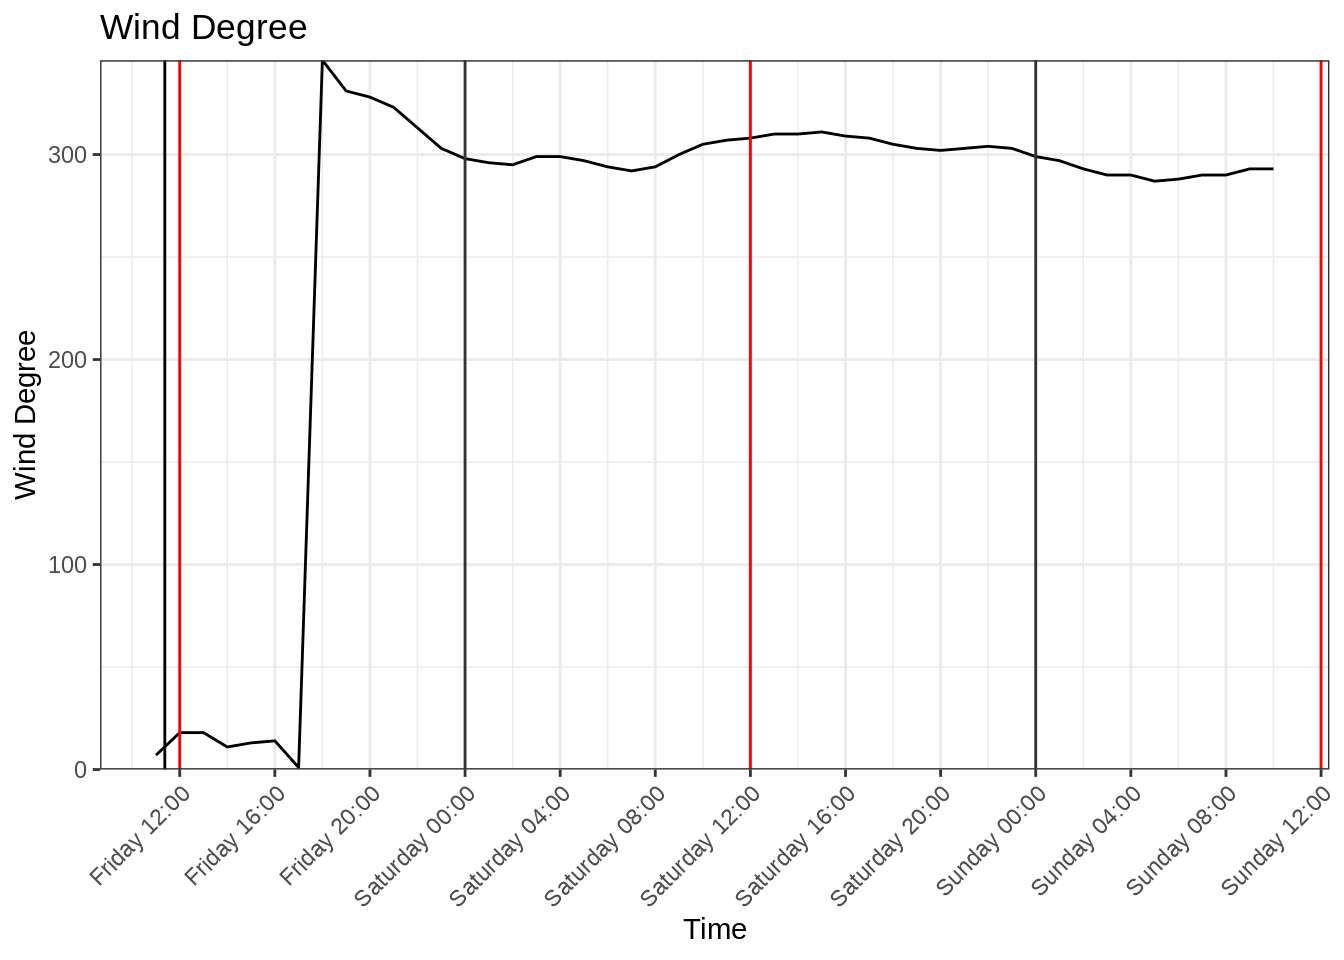 Wind Degree
Wind Degree
300
200
100
0
Friday 12:00
Friday 16:00
Friday 20:00
Saturday 00:00
Saturday 04:00
Saturday 08:00
Saturday 12:00
Saturday 16:00
Saturday 20:00
Sunday 00:00
Sunday 04:00
Sunday 08:00
Sunday 12:00
Time